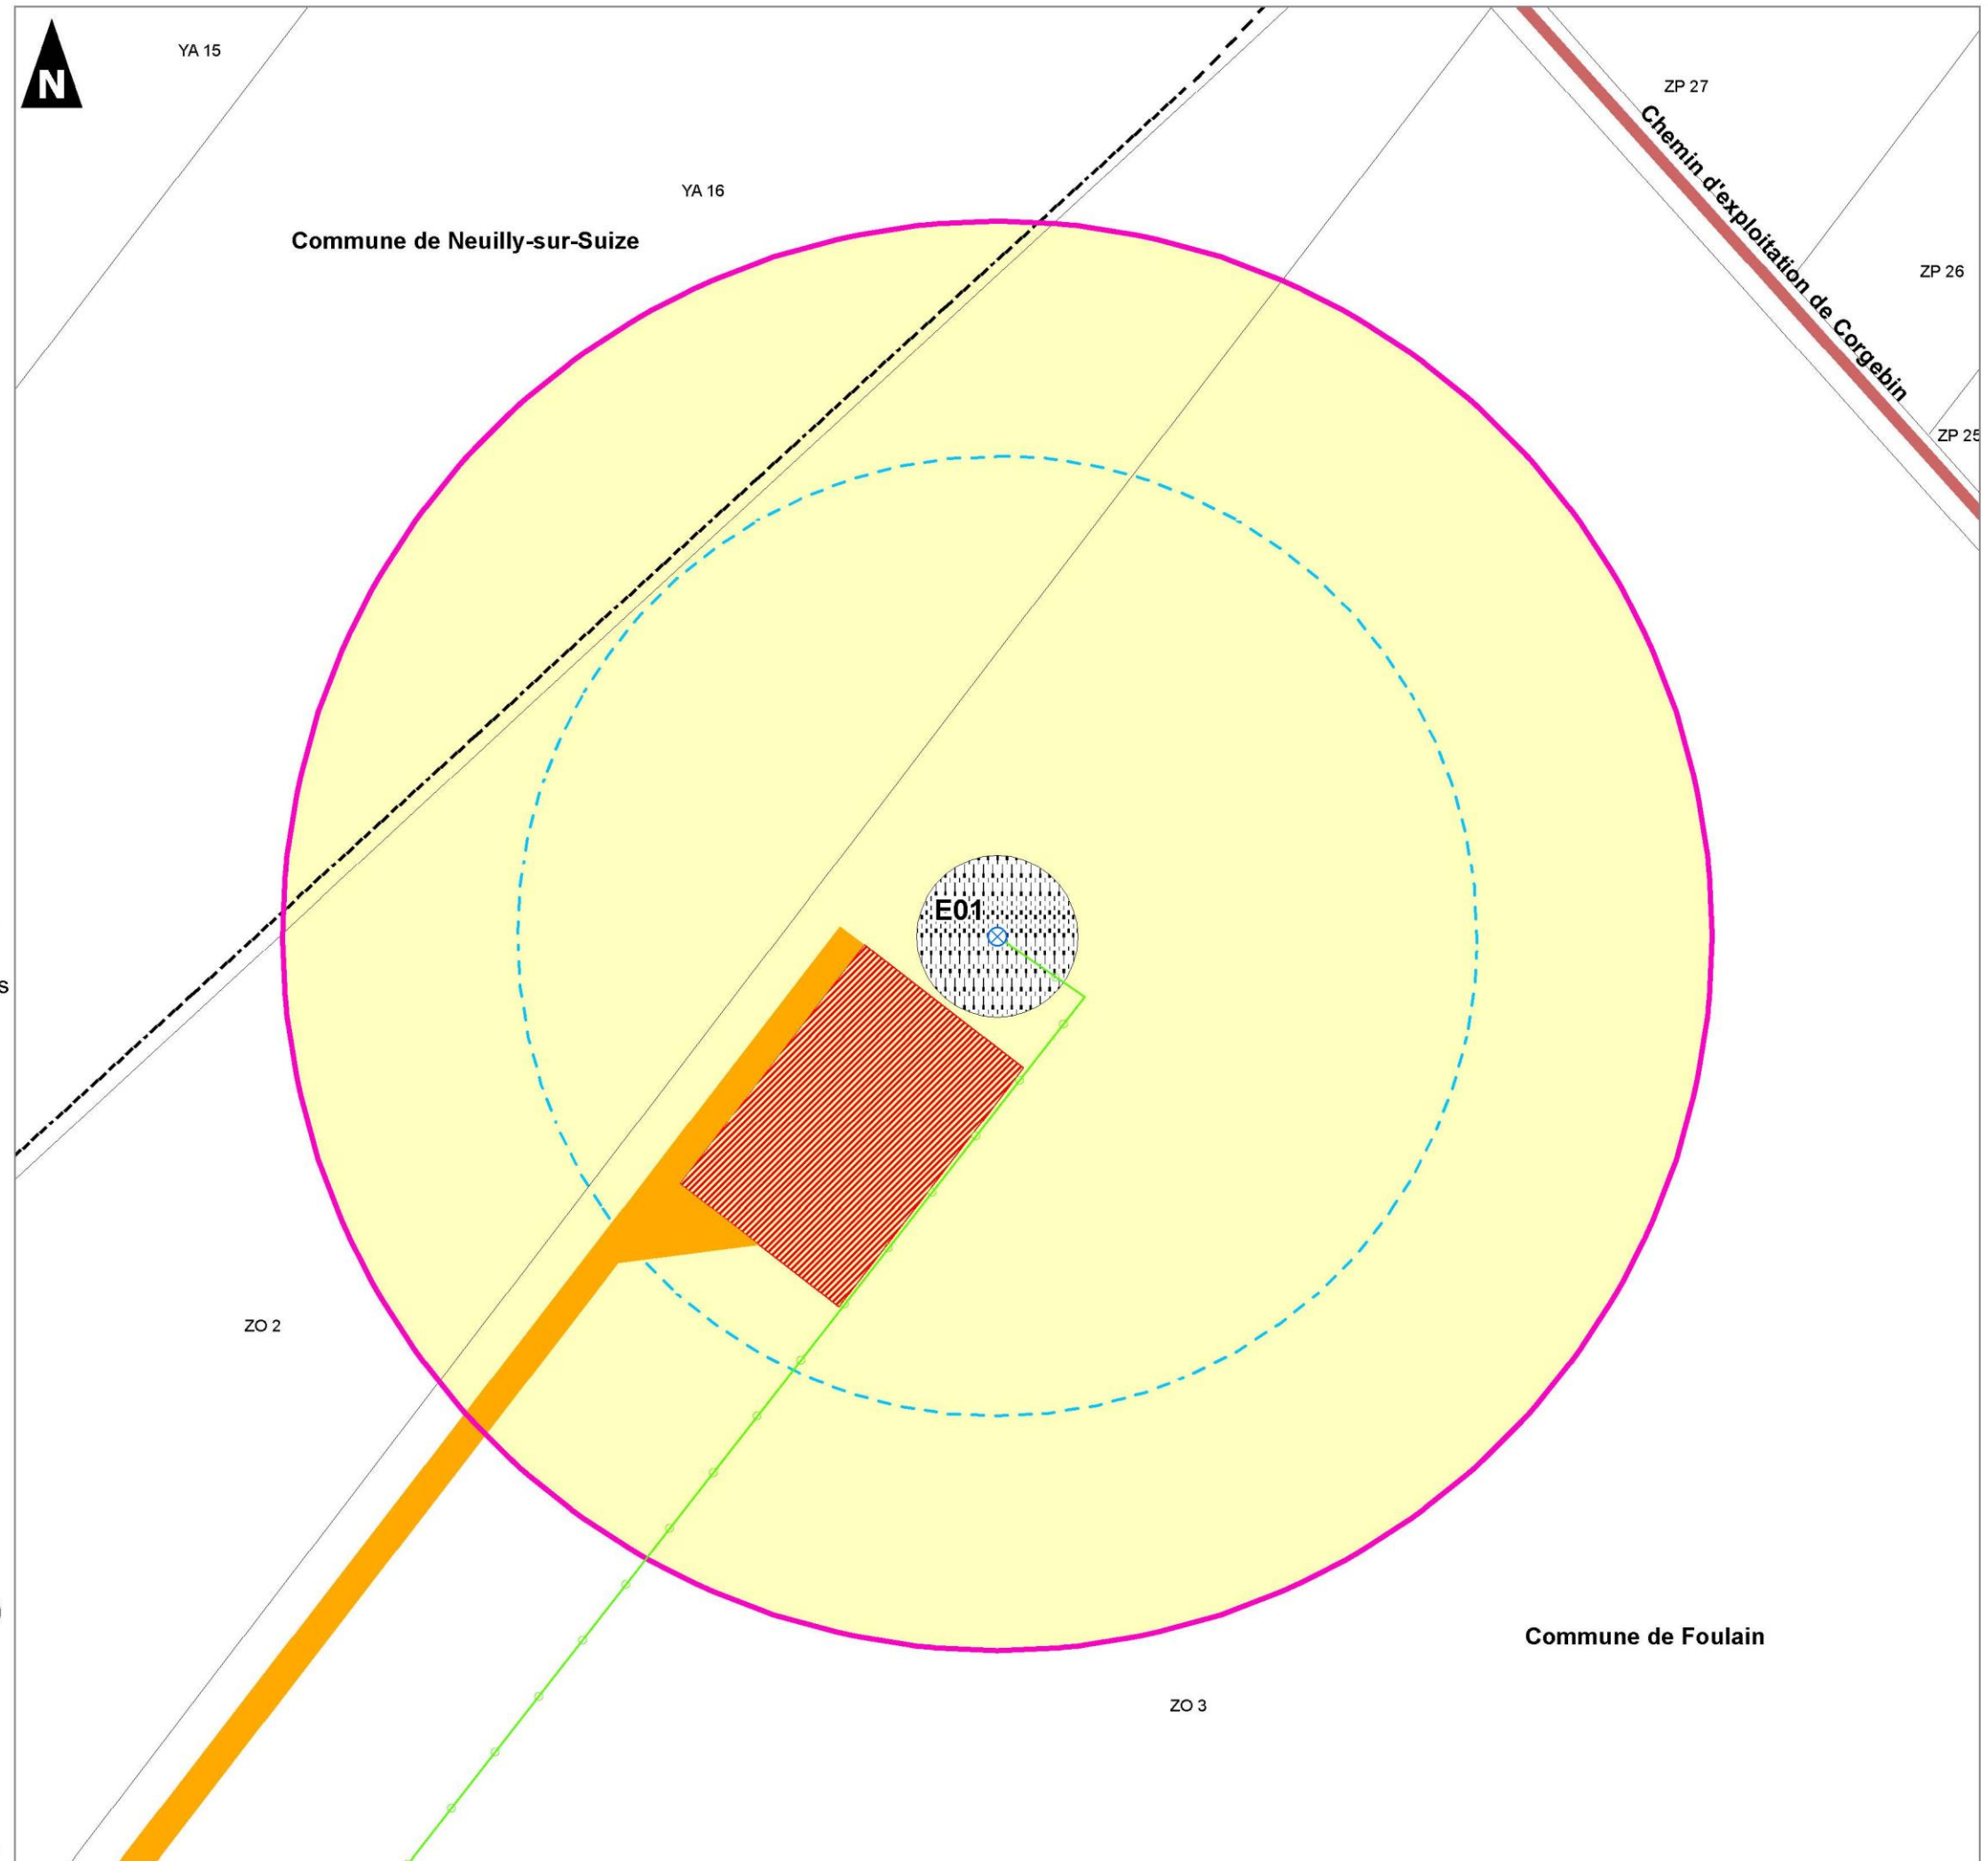 YA 15
N
ZP 27
Chemin d'exploitation de Corgebin
YA 16
Commune de Neuilly-sur-Suize
ZP 26
ZP 25
E01
s
ZO 2
Commune de Foulain
ZO 3